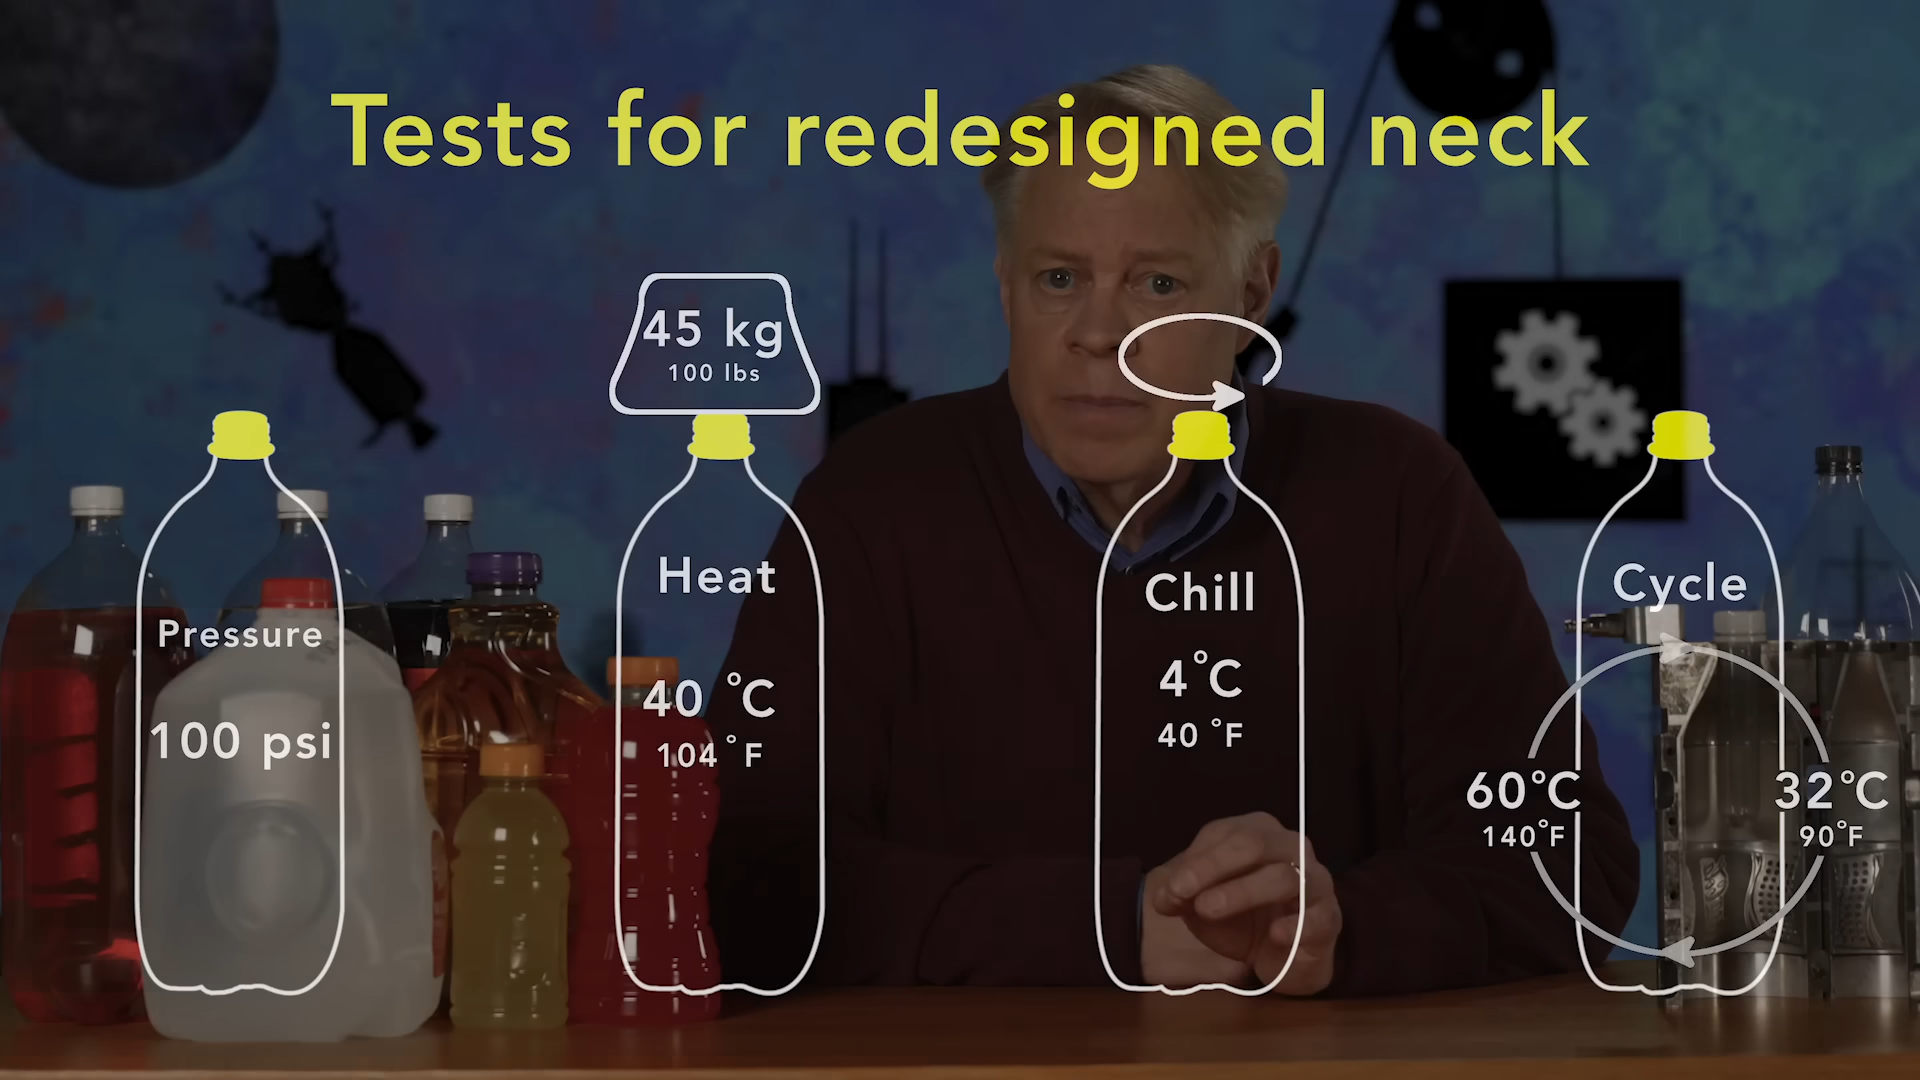 Tests for redesigned neck
45 kg
100 lbs
Pressure
100 psi
Heat
40 °C
104 °F
Chill
4°C
40 °F
Cycle
60°C
140°F
32°C
90°F